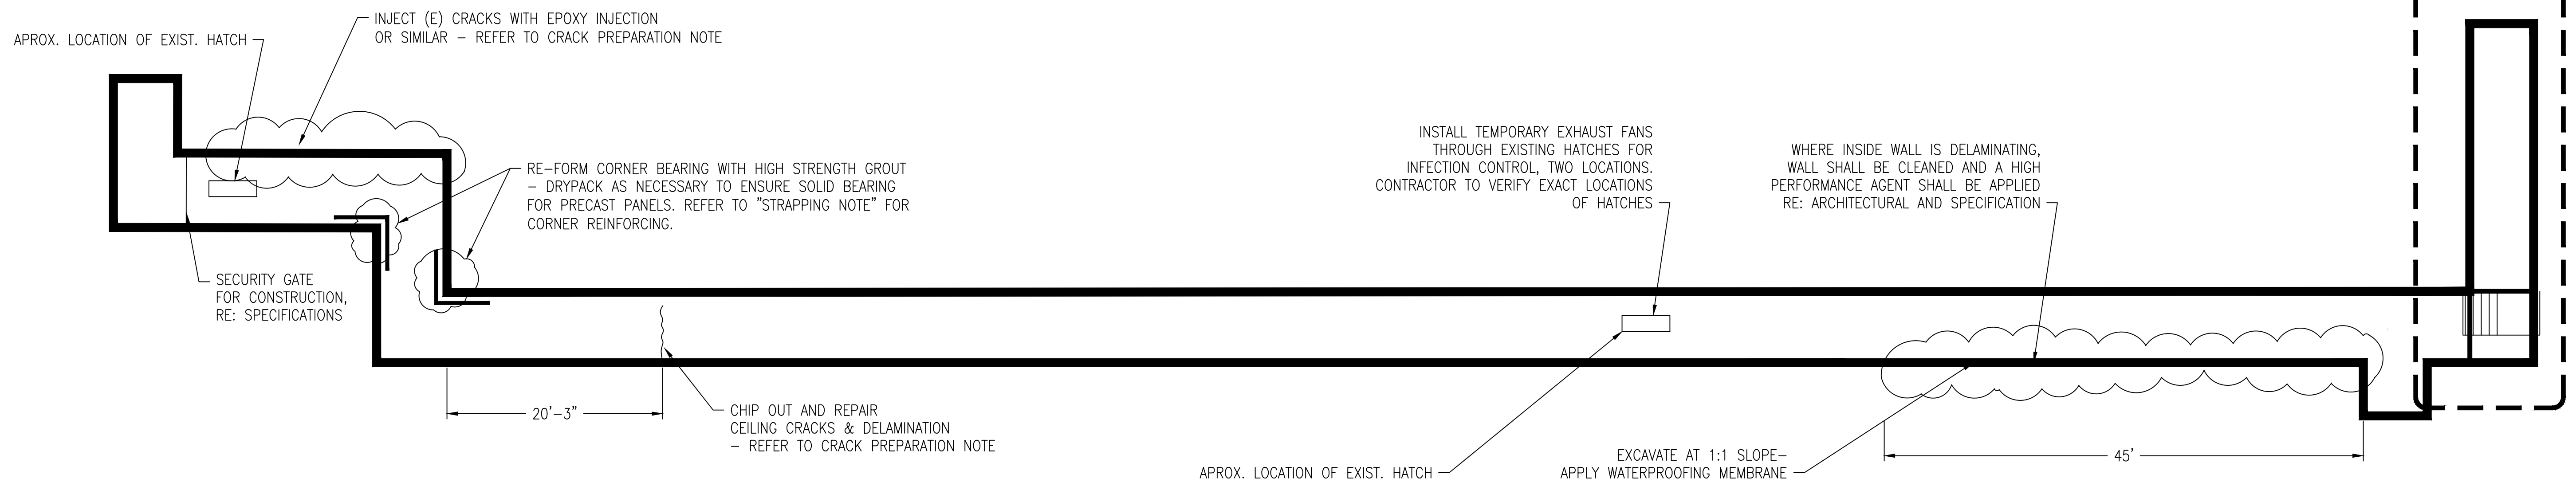 APROX. LOCATION OF EXIST. HATCH
INJECT (E) CRACKS WITH EPOXY INJECTION
OR SIMILAR – REFER TO CRACK PREPARATION NOTE
RE–FORM CORNER BEARING WITH HIGH STRENGTH GROUT
– DRYPACK AS NECESSARY TO ENSURE SOLID BEARING
FOR PRECAST PANELS. REFER TO "STRAPPING NOTE" FOR
CORNER REINFORCING.
SECURITY GATE
FOR CONSTRUCTION,
RE: SPECIFICATIONS
20'–3"
CHIP OUT AND REPAIR
CEILING CRACKS & DELAMINATION
– REFER TO CRACK PREPARATION NOTE
INSTALL TEMPORARY EXHAUST FANS
THROUGH EXISTING HATCHES FOR
INFECTION CONTROL, TWO LOCATIONS.
CONTRACTOR TO VERIFY EXACT LOCATIONS
OF HATCHES
WHERE INSIDE WALL IS DELAMINATING,
WALL SHALL BE CLEANED AND A HIGH
PERFORMANCE AGENT SHALL BE APPLIED
RE: ARCHITECTURAL AND SPECIFICATION
APROX. LOCATION OF EXIST. HATCH
EXCAVATE AT 1:1 SLOPE–
APPLY WATERPROOFING MEMBRANE
45'